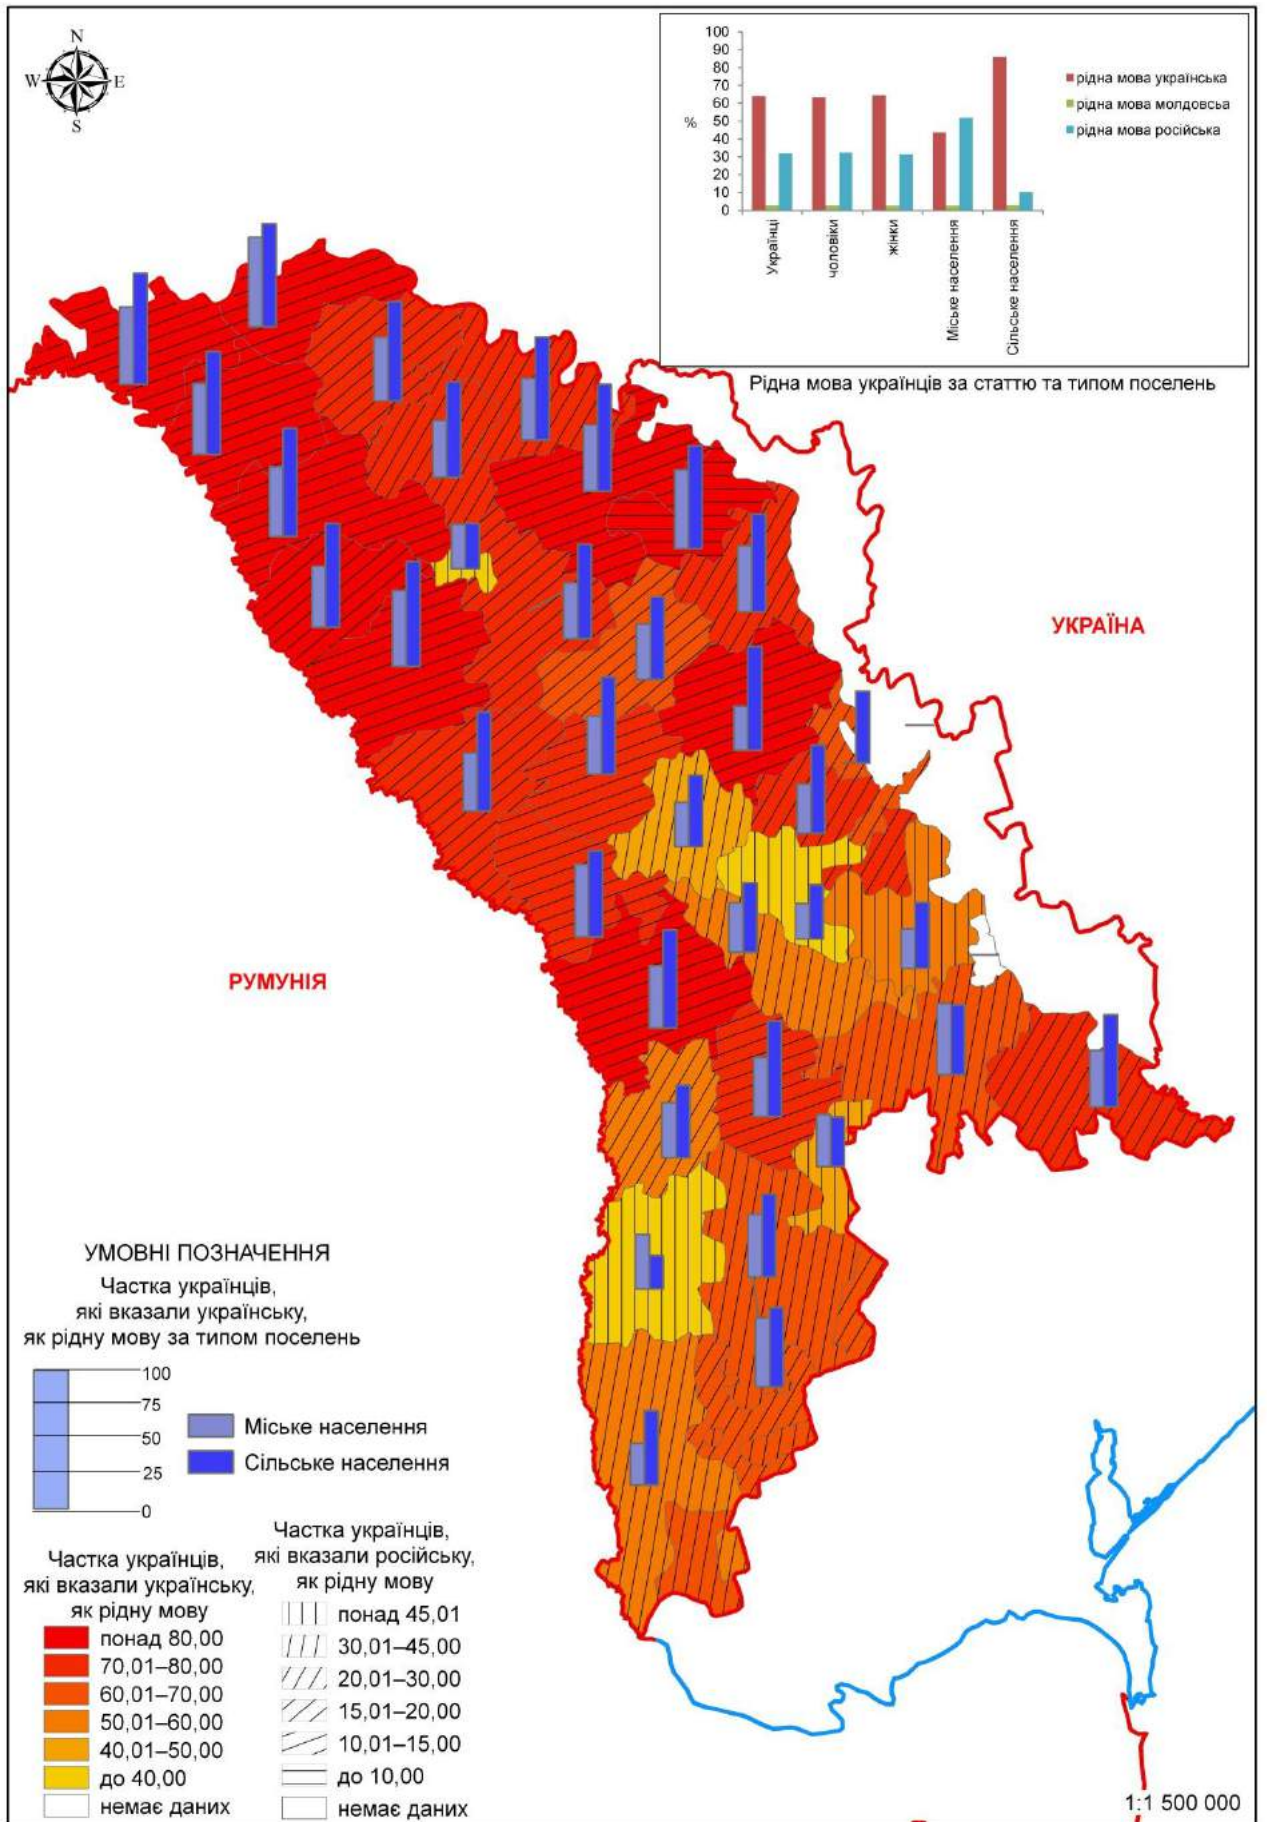 N
W
E
S
100
90
80
70
60
50
40
30
20
10
0
%
Українці
чоловіки
жінки
Міське населення
Сільське населення
рідна мова українська
рідна мова молдовсьа
рідна мова російська
Рідна мова українців за статтю та типом поселень
УКРАЇНА
РУМУНІЯ
УМОВНІ ПОЗНАЧЕННЯ
Частка українців,
які вказали українську,
як рідну мову за типом поселень
100
75
50
25
0
Міське населення
Сільське населення
Частка українців,
які вказали українську,
як рідну мову
понад 80,00
70,01–80,00
60,01–70,00
50,01–60,00
40,01–50,00
до 40,00
немає даних
Частка українців,
які вказали російську,
як рідну мову
понад 45,01
30,01–45,00
20,01–30,00
15,01–20,00
10,01–15,00
до 10,00
немає даних
1:1 500 000